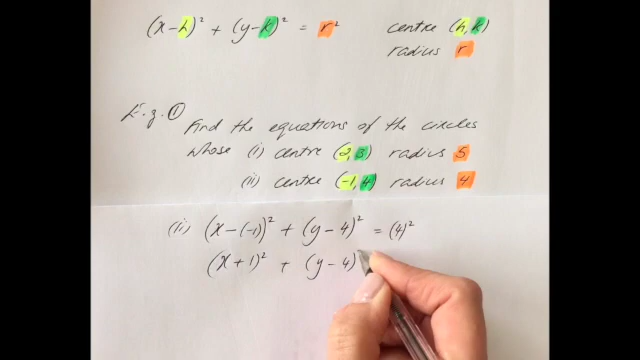 (x-h)² + (y-k)² = r² centre (h, k)
radius r
E.g. ① Find the equations of the circles
whose (i) centre (2, 3) radius 5
(ii) centre (-1, 4) radius 4
(ii) (x-(-1))² + (y-4)² = (4)²
(x+1)² + (y-4)